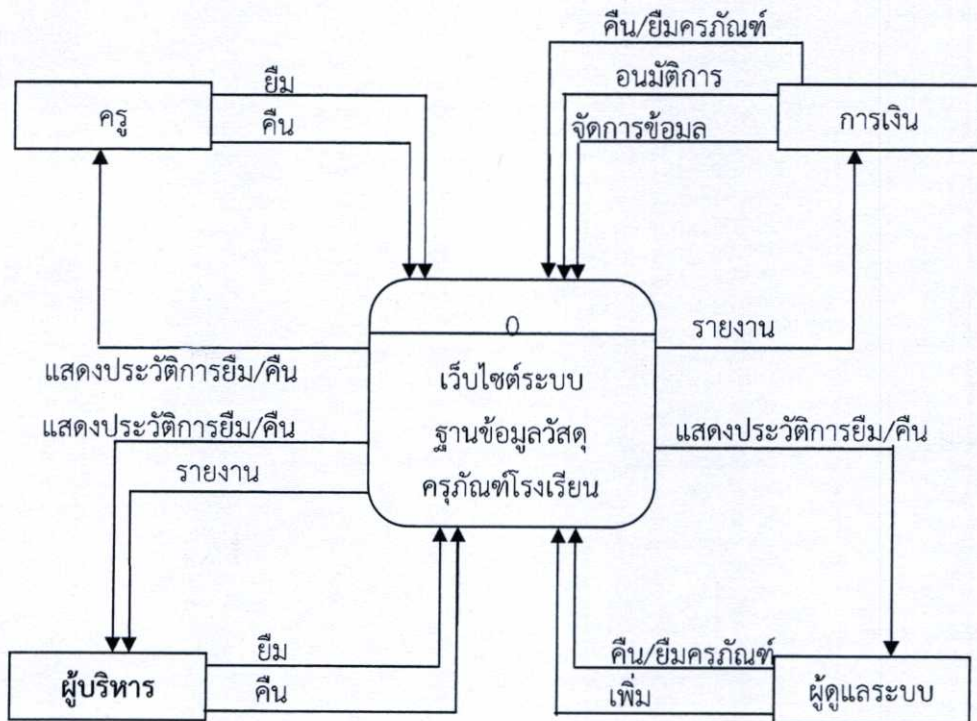 คืน/ยืมครภัณฑ์
ยืม
อนมัติการ
ครู
คืน
จัดการข้อมล
การเงิน
0
รายงาน
แสดงประวัติการยืม/คืน
เว็บไซต์ระบบ
ฐานข้อมูลวัสดุ
ครุภัณฑ์โรงเรียน
แสดงประวัติการยืม/คืน
รายงาน
แสดงประวัติการยืม/คืน
ยืม
คืน/ยืมครภัณฑ์
ผู้บริหาร
คืน
เพิ่ม
ผู้ดูแลระบบ